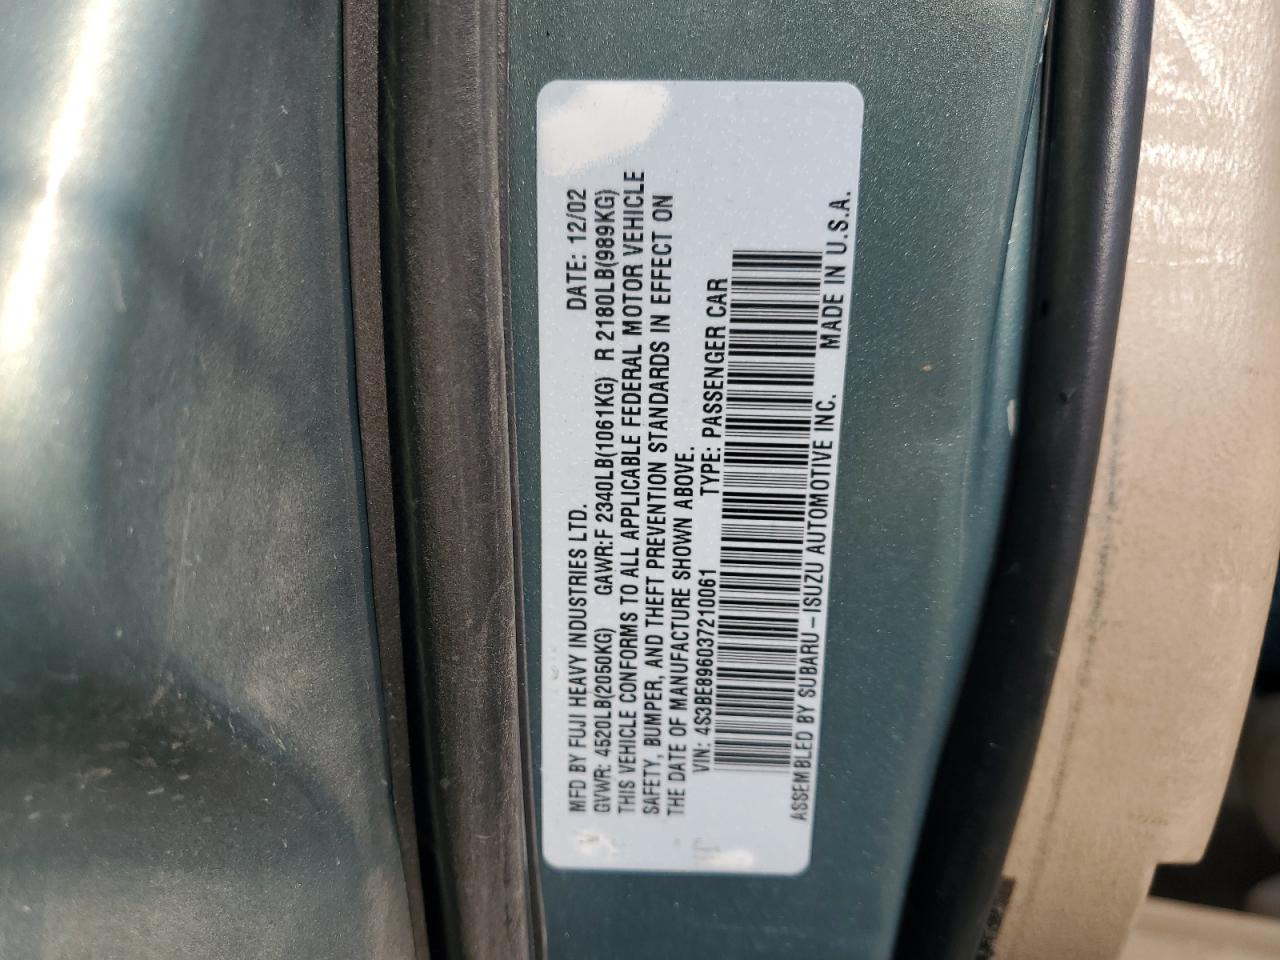 MFD BY FUJI HEAVY INDUSTRIES LTD. DATE: 12/02
GVWR: 4520LB(2050KG) GAWR:F 2340LB(1061KG) R 2180LB(989KG)
THIS VEHICLE CONFORMS TO ALL APPLICABLE FEDERAL MOTOR VEHICLE
SAFETY, BUMPER, AND THEFT PREVENTION STANDARDS IN EFFECT ON
THE DATE OF MANUFACTURE SHOWN ABOVE.
VIN: 4S3BE896037210061 TYPE: PASSENGER CAR
ASSEMBLED BY SUBARU-ISUZU AUTOMOTIVE INC. MADE IN U.S.A.